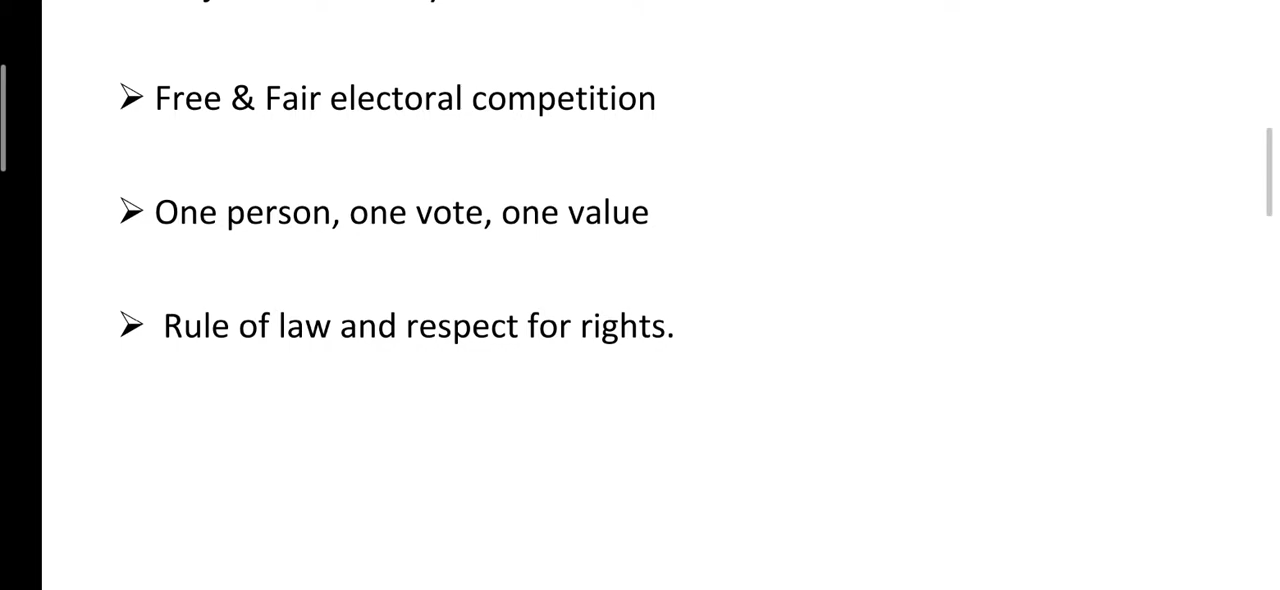 ➢ Free & Fair electoral competition
➢ One person, one vote, one value
➢ Rule of law and respect for rights.